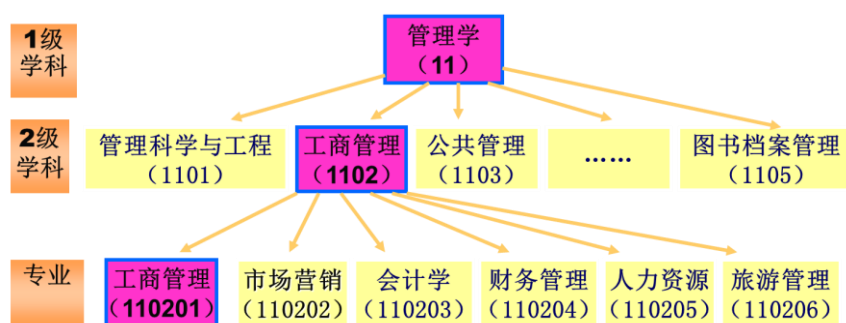 1级
学科
管理学
（11）
2级
学科
管理科学与工程
（1101）
工商管理
（1102）
公共管理
（1103）
……
图书档案管理
（1105）
专业
工商管理
（110201）
市场营销
（110202）
会计学
（110203）
财务管理
（110204）
人力资源
（110205）
旅游管理
（110206）